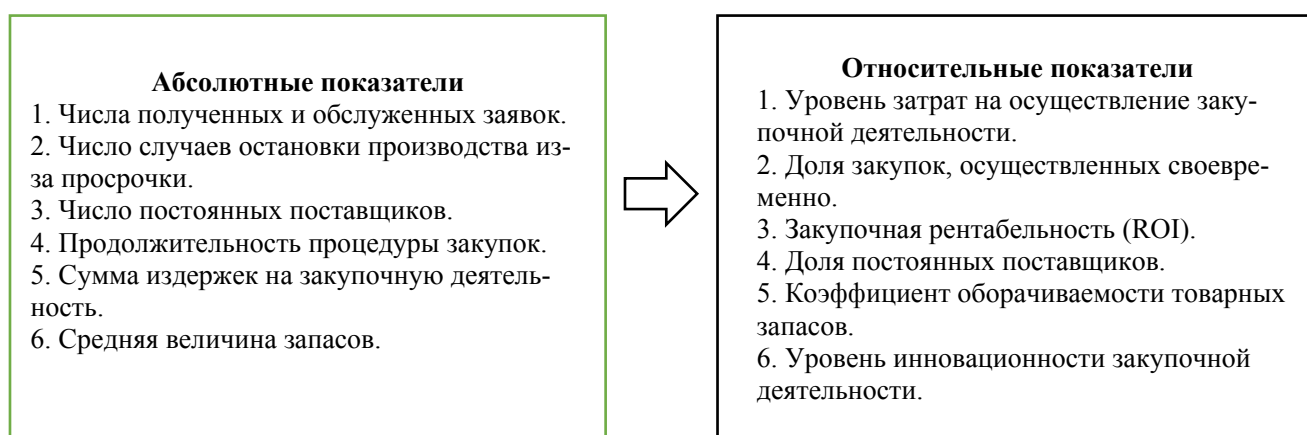 Абсолютные показатели
1. Числа полученных и обслуженных заявок.
2. Число случаев остановки производства из-
за просрочки.
3. Число постоянных поставщиков.
4. Продолжительность процедуры закупок.
5. Сумма издержек на закупочную деятель-
ность.
6. Средняя величина запасов.
Относительные показатели
1. Уровень затрат на осуществление заку-
почной деятельности.
2. Доля закупок, осуществленных своевре-
менно.
3. Закупочная рентабельность (ROI).
4. Доля постоянных поставщиков.
5. Коэффициент оборачиваемости товарных
запасов.
6. Уровень инновационности закупочной
деятельности.